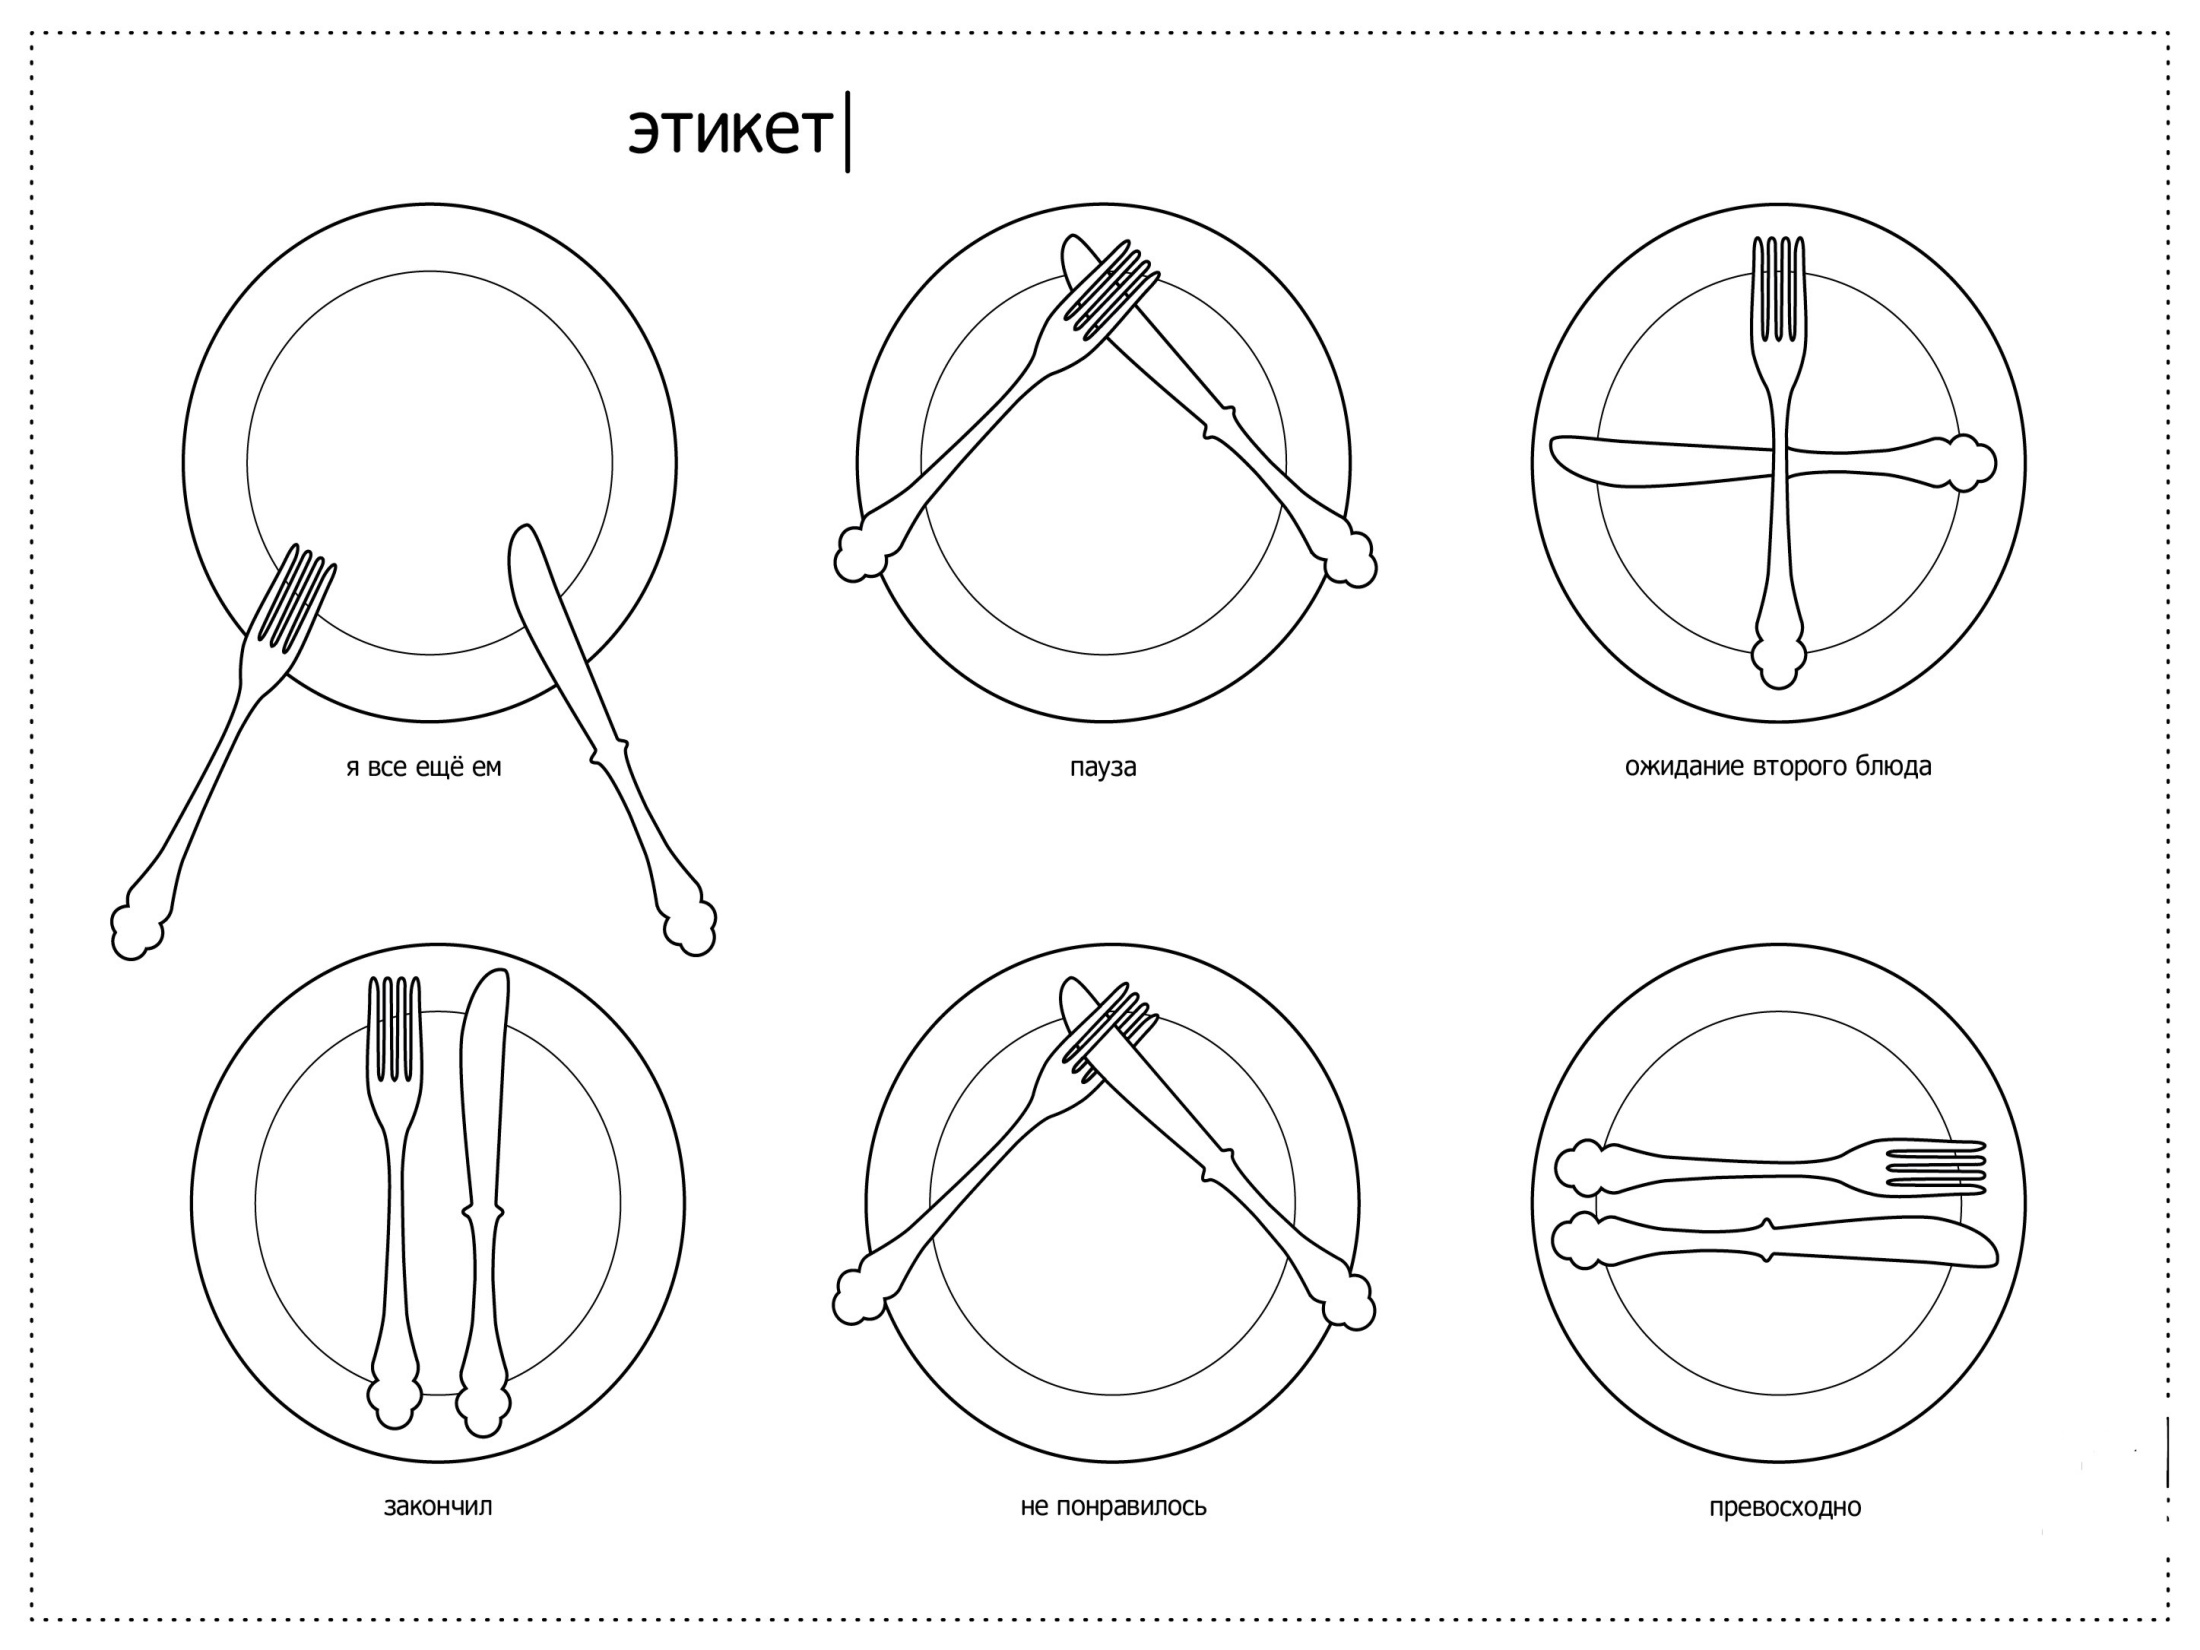 этикет
я все ещё ем
пауза
ожидание второго блюда
закончил
не понравилось
превосходно